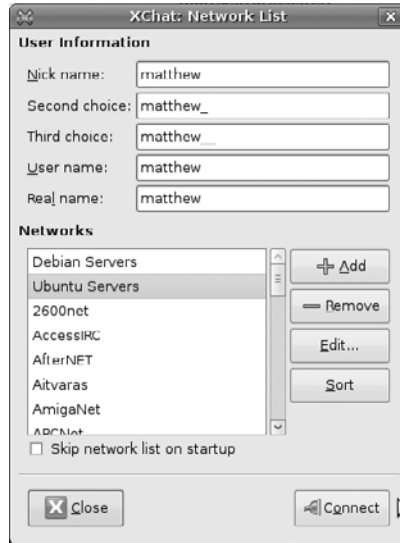 XChat: Network List
User Information
Nick name: matthew
Second choice: matthew_
Third choice: matthew__
User name: matthew
Real name: matthew
Networks
Debian Servers
Ubuntu Servers
2600net
AccessIRC
AfterNET
Aitvaras
AmigaNet
ARCNet
Add
Remove
Edit...
Sort
Skip network list on startup
Close
Connect